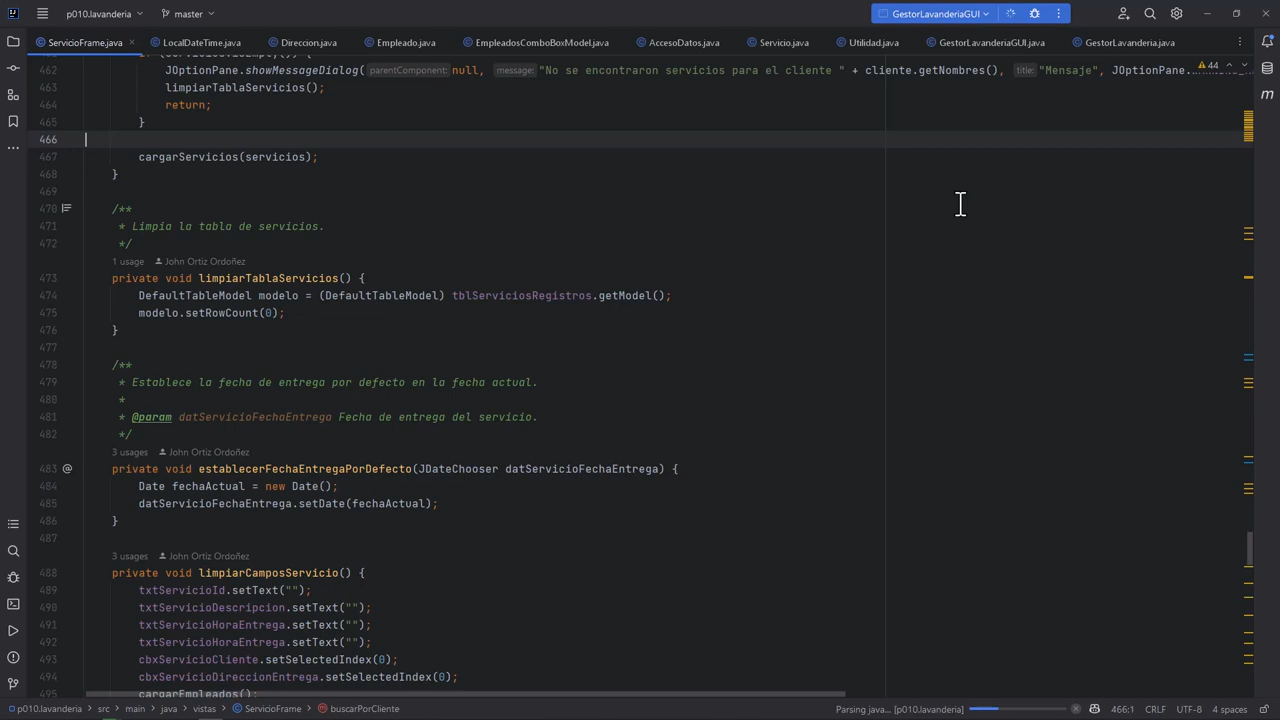 p010.lavanderia
master
GestorLavanderiaGUI
ServicioFrame.java
LocalDateTime.java
Direccion.java
Empleado.java
EmpleadosComboBoxModel.java
AccesoDatos.java
Servicio.java
Utilidad.java
GestorLavanderiaGUI.java
GestorLavanderia.java
44
462 JOptionPane.showMessageDialog( parentComponent: null, message: "No se encontraron servicios para el cliente " + cliente.getNombres(), title: "Mensaje", JOptionPane.
463 limpiarTablaServicios();
464 return;
465 }
466
467 cargarServicios(servicios);
468 }
469
470 /**
471 * Limpia la tabla de servicios.
472 */
1 usage John Ortiz Ordoñez
473 private void limpiarTablaServicios() {
474 DefaultTableModel modelo = (DefaultTableModel) tblServiciosRegistros.getModel();
475 modelo.setRowCount(0);
476 }
477
478 /**
479 * Establece la fecha de entrega por defecto en la fecha actual.
480 *
481 * @param datServicioFechaEntrega Fecha de entrega del servicio.
482 */
3 usages John Ortiz Ordoñez
483 private void establecerFechaEntregaPorDefecto(JDateChooser datServicioFechaEntrega) {
484 Date fechaActual = new Date();
485 datServicioFechaEntrega.setDate(fechaActual);
486 }
487
3 usages John Ortiz Ordoñez
488 private void limpiarCamposServicio() {
489 txtServicioId.setText("");
490 txtServicioDescripcion.setText("");
491 txtServicioHoraEntrega.setText("");
492 txtServicioHoraEntrega.setText("");
493 cbxServicioCliente.setSelectedIndex(0);
494 cbxServicioDireccionEntrega.setSelectedIndex(0);
495 cargarEmpleados();
p010.lavanderia > src > main > java > vistas > ServicioFrame > buscarPorCliente
Parsing java... [p010.lavanderia]
466:1 CRLF UTF-8 4 spaces